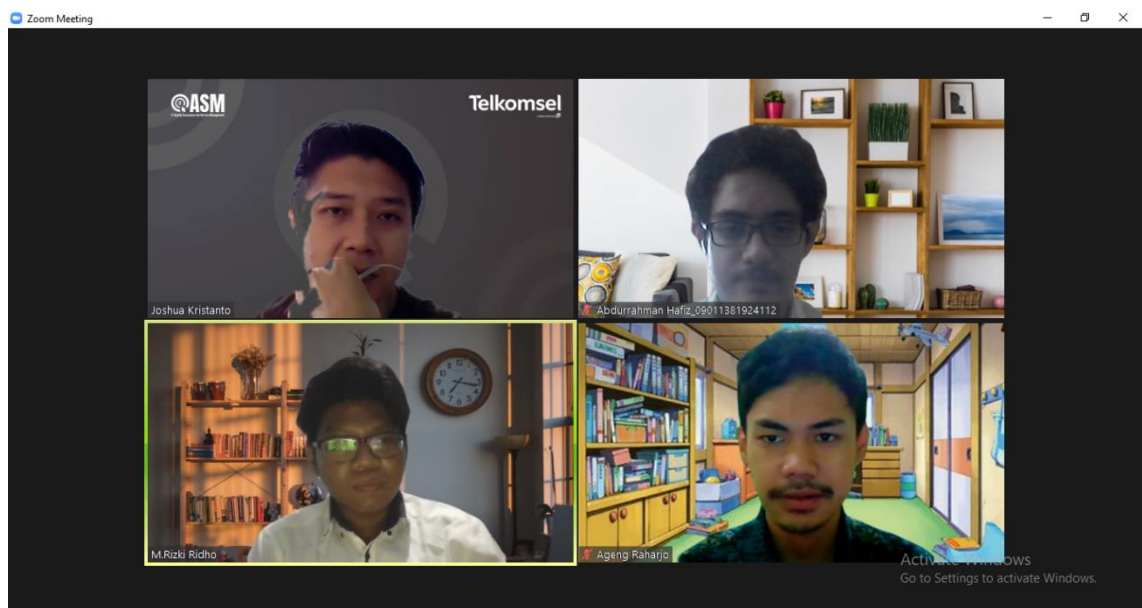 Zoom Meeting
ASM
Telkomsel
Joshua Kristanto
Abdurrahman Hafiz_09011381924112
M.Rizki Ridho
Ageng Raharjo
Activate Windows
Go to Settings to activate Windows.